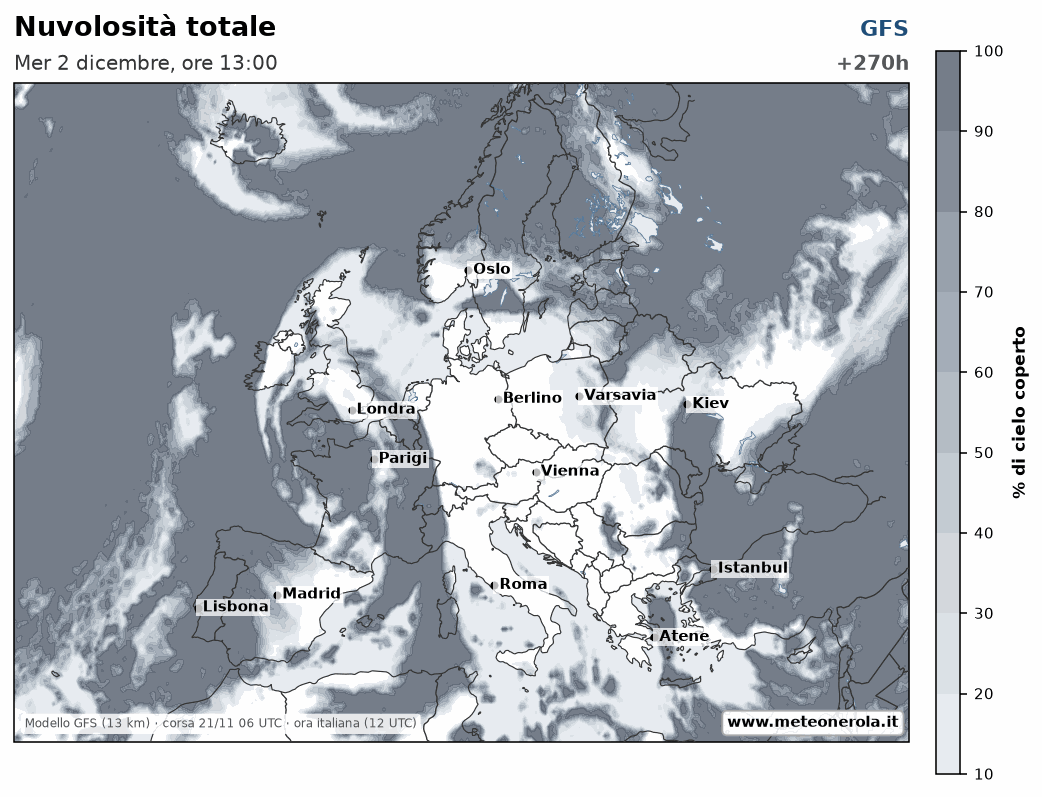 Nuvolosità totale
GFS
Mer 2 dicembre, ore 13:00
+270h
100
90
80
70
60
50
40
30
20
10
% di cielo coperto
Oslo
Londra
Berlino
Varsavia
Kiev
Parigi
Vienna
Istanbul
Roma
Madrid
Lisbona
Atene
Modello GFS (13 km) · corsa 21/11 06 UTC · ora italiana (12 UTC)
www.meteonerola.it